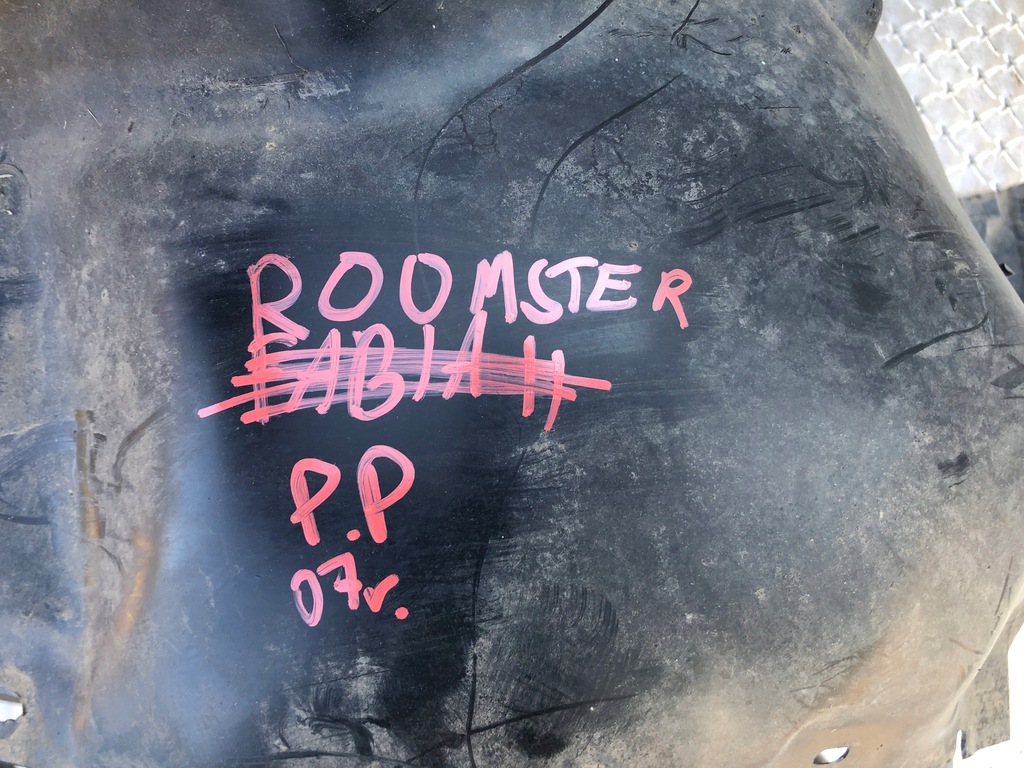 ROOMSTER
FABIA II
P.P
07r.